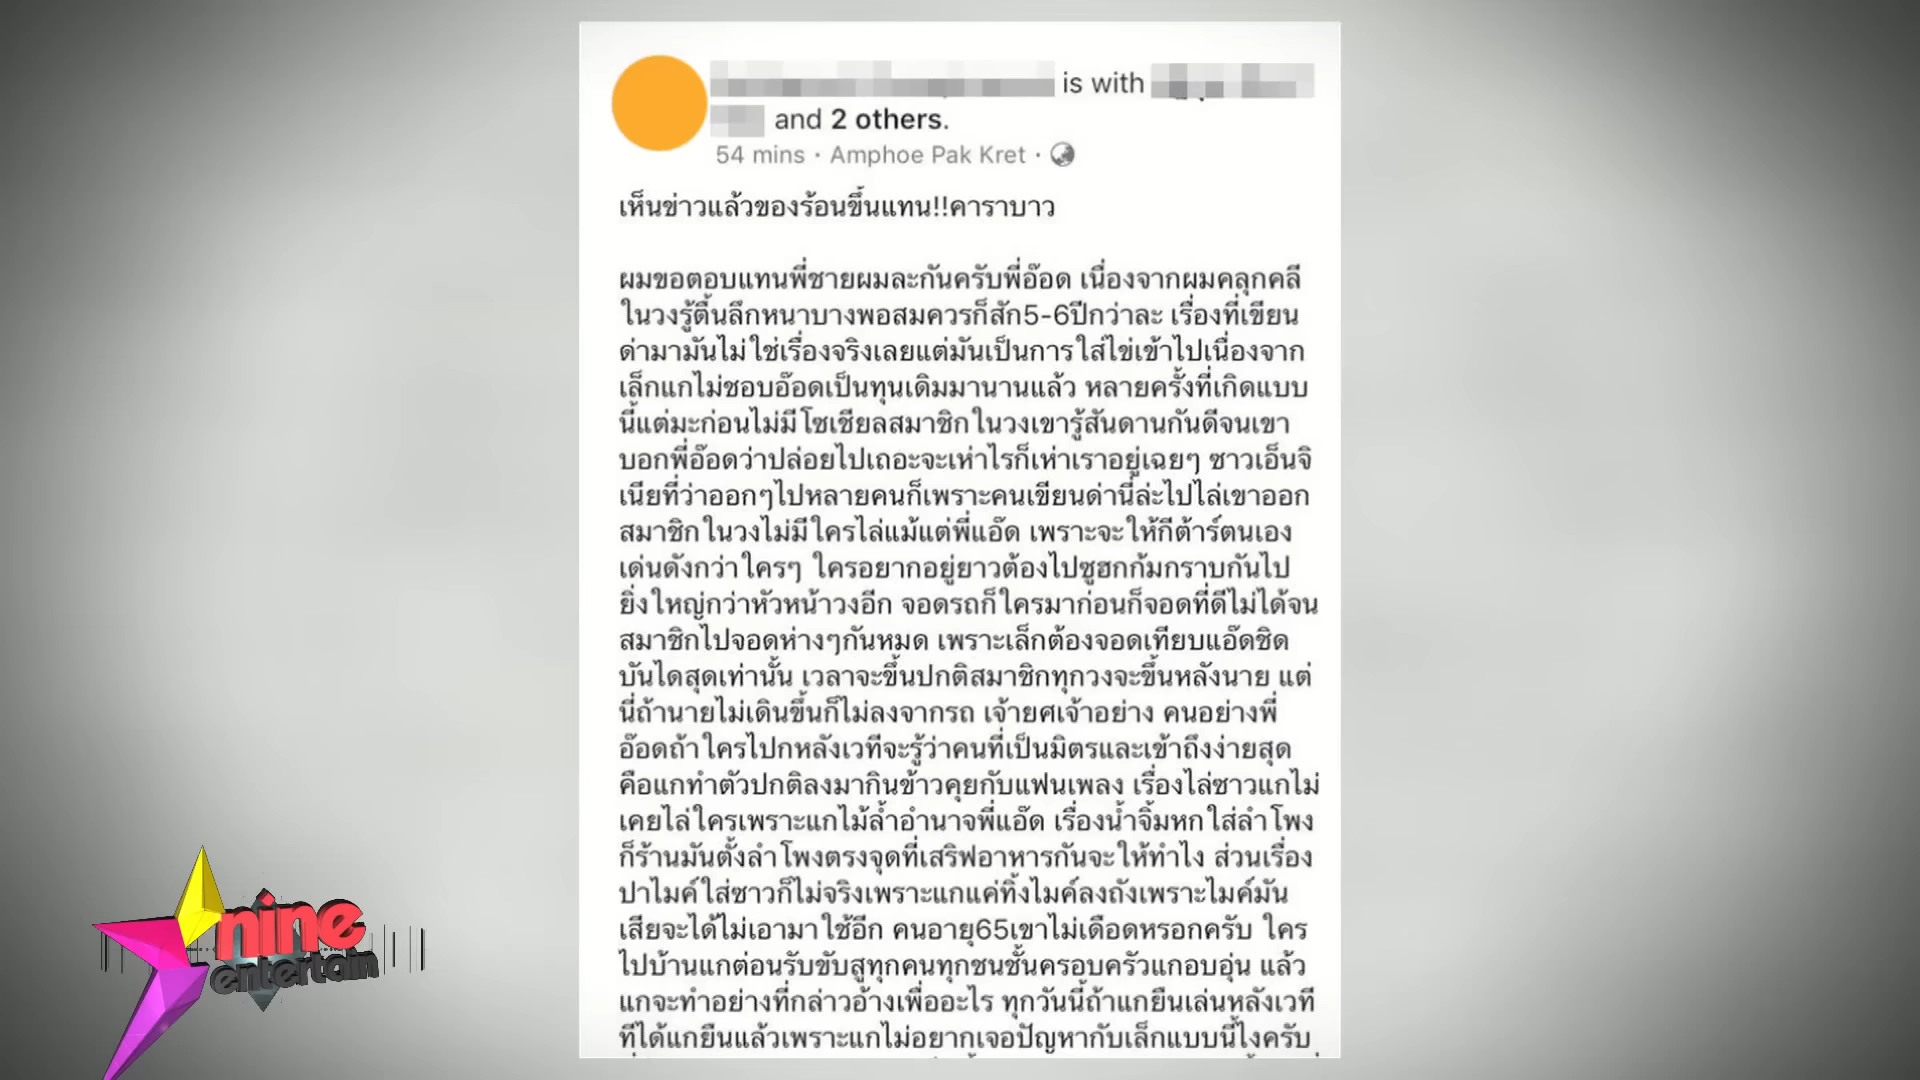 is with
and 2 others.
54 mins · Amphoe Pak Kret ·
เห็นข่าวแล้วของร้อนขึ้นแทน!!คาราบาว
ผมขอตอบแทนพี่ชายผมละกันครับพี่อ๊อด เนื่องจากผมคลุกคลี
ในวงรู้ตื้นลึกหนาบางพอสมควรก็สัก5-6ปีกว่าละ เรื่องที่เขียน
ด่ามามันไม่ใช่เรื่องจริงเลยแต่มันเป็นการใส่ไข่เข้าไปเนื่องจาก
เล็กแกไม่ชอบอ๊อดเป็นทุนเดิมมานานแล้ว หลายครั้งที่เกิดแบบ
นี้แต่มะก่อนไม่มีโซเชียลสมาชิกในวงเขารู้สันดานกันดีจนเขา
บอกพี่อ๊อดว่าปล่อยไปเถอะจะเห่าไรก็เห่าเราอยู่เฉยๆ ซาวเอ็นจิ
เนียที่ว่าออกๆไปหลายคนก็เพราะคนเขียนด่านี่ล่ะไปไล่เขาออก
สมาชิกในวงไม่มีใครไล่แม้แต่พี่แอ๊ด เพราะจะให้กีต้าร์ตนเอง
เด่นดังกว่าใครๆ ใครอยากอยู่ยาวต้องไปซูฮกก้มกราบกันไป
ยิ่งใหญ่กว่าหัวหน้าวงอีก จอดรถก็ใครมาก่อนก็จอดที่ดีไม่ได้จน
สมาชิกไปจอดห่างๆกันหมด เพราะเล็กต้องจอดเทียบแอ๊ดชิด
บันไดสุดเท่านั้น เวลาจะขึ้นปกติสมาชิกทุกวงจะขึ้นหลังนาย แต่
นี่ถ้านายไม่เดินขึ้นก็ไม่ลงจากรถ เจ้ายศเจ้าอย่าง คนอย่างพี่
อ๊อดถ้าใครไปกหลังเวทีจะรู้ว่าคนที่เป็นมิตรและเข้าถึงง่ายสุด
คือแกทำตัวปกติลงมากินข้าวคุยกับแฟนเพลง เรื่องไล่ซาวแกไม่
เคยไล่ใครเพราะแกไม้ล้ำอำนาจพี่แอ๊ด เรื่องน้ำจิ้มหกใส่ลำโพง
ก็ร้านมันตั้งลำโพงตรงจุดที่เสริฟอาหารกันจะให้ทำไง ส่วนเรื่อง
ปาไมค์ใส่ซาวก็ไม่จริงเพราะแกแค่ทิ้งไมค์ลงถังเพราะไมค์มัน
เสียจะได้ไม่เอามาใช้อีก คนอายุ65เขาไม่เดือดหรอกครับ ใคร
ไปบ้านแกต่อนรับขับสูทุกคนทุกชนชั้นครอบครัวแกอบอุ่น แล้ว
แกจะทำอย่างที่กล่าวอ้างเพื่ออะไร ทุกวันนี้ถ้าแกยืนเล่นหลังเวที
ทีได้แกยืนแล้วเพราะแกไม่อยากเจอปัญหากับเล็กแบบนี้ไงครับ
nine
entertain